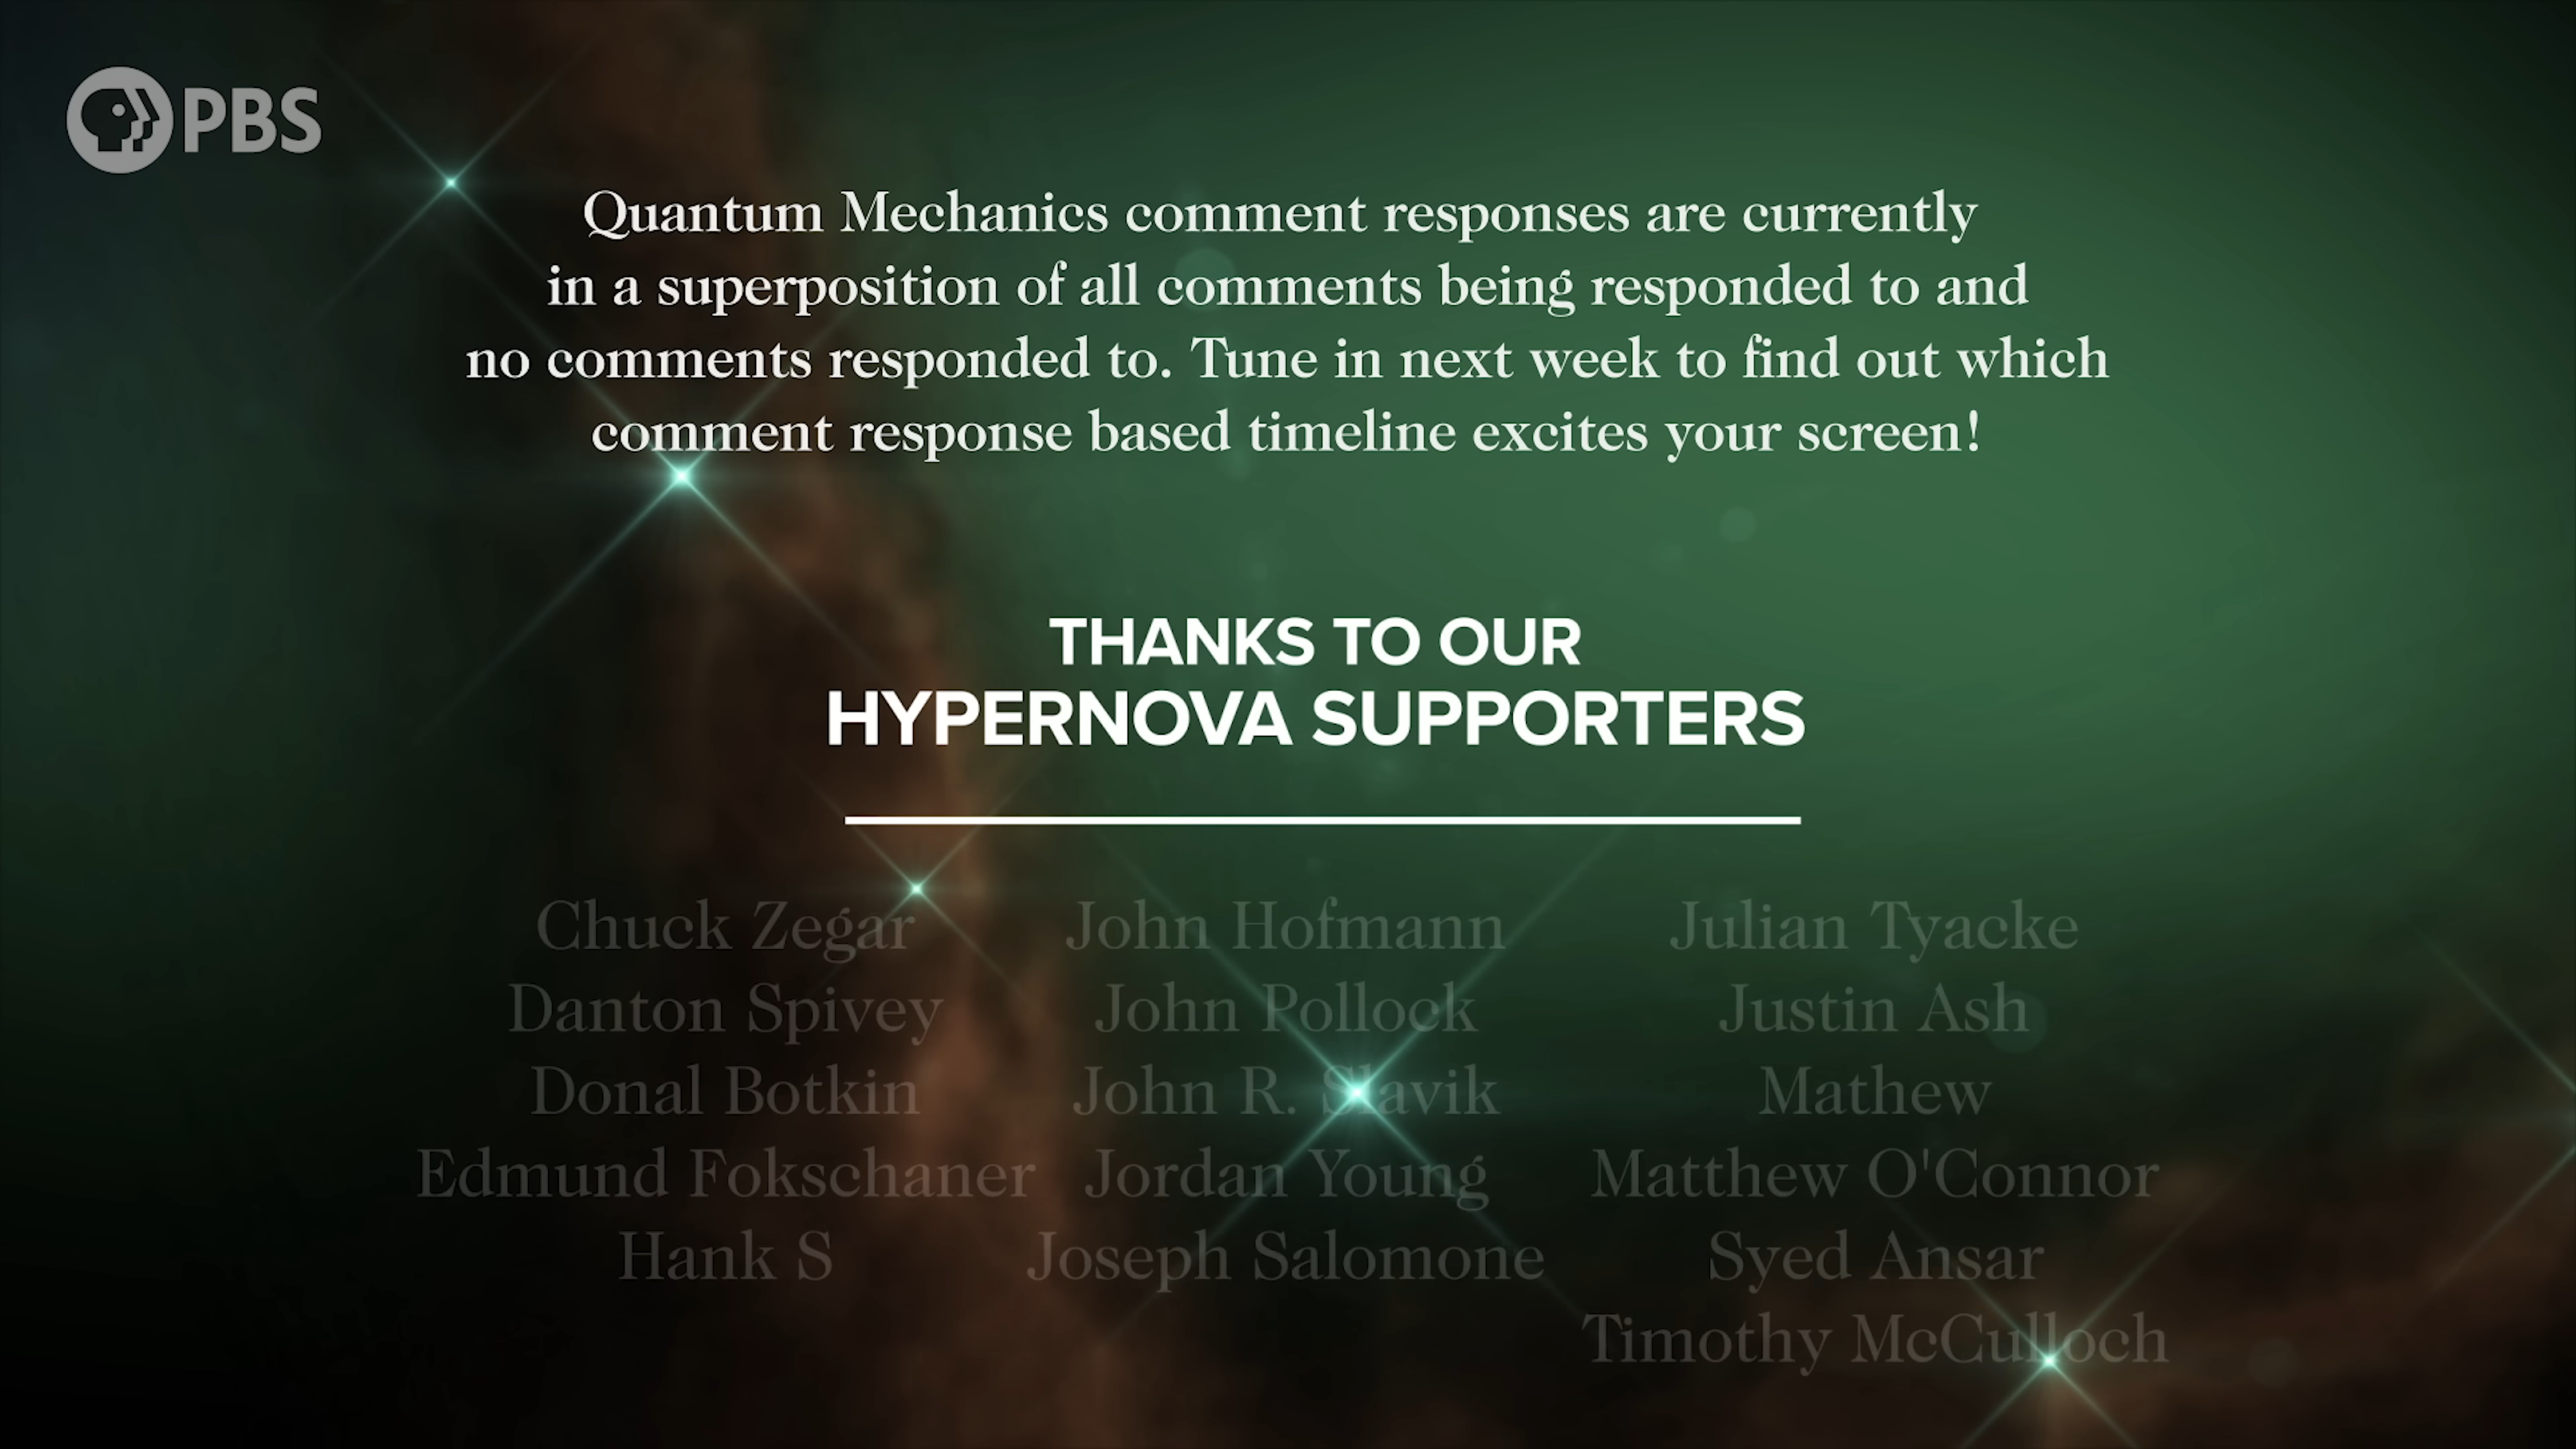 PBS
Quantum Mechanics comment responses are currently
in a superposition of all comments being responded to and
no comments responded to. Tune in next week to find out which
comment response based timeline excites your screen!
THANKS TO OUR
HYPERNOVA SUPPORTERS
Chuck Zegar
Danton Spivey
Donal Botkin
Edmund Fokschaner
Hank S
John Hofmann
John Pollock
John R. Slavik
Jordan Young
Joseph Salomone
Julian Tyacke
Justin Ash
Mathew
Matthew O'Connor
Syed Ansar
Timothy McCulloch